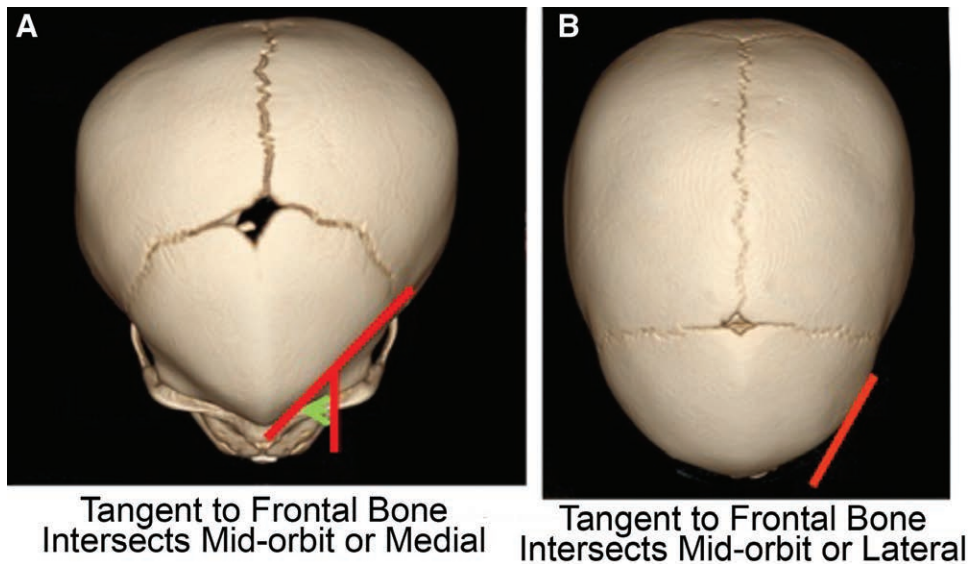 A
B
Tangent to Frontal Bone
Intersects Mid-orbit or Medial
Tangent to Frontal Bone
Intersects Mid-orbit or Lateral